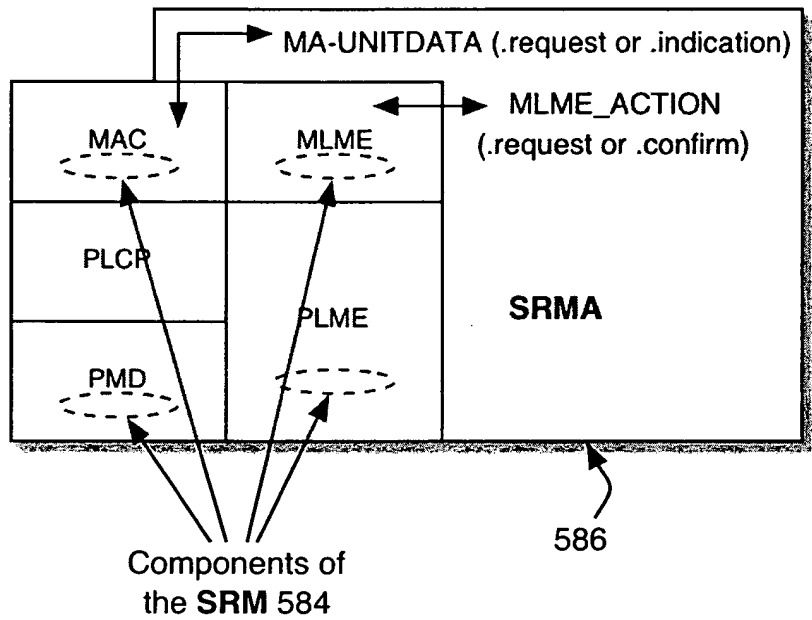 MA-UNITDATA (.request or .indication)
MLME_ACTION
(.request or .confirm)
MAC
MLME
PLCP
PLME
SRMA
PMD
586
Components of
the SRM 584